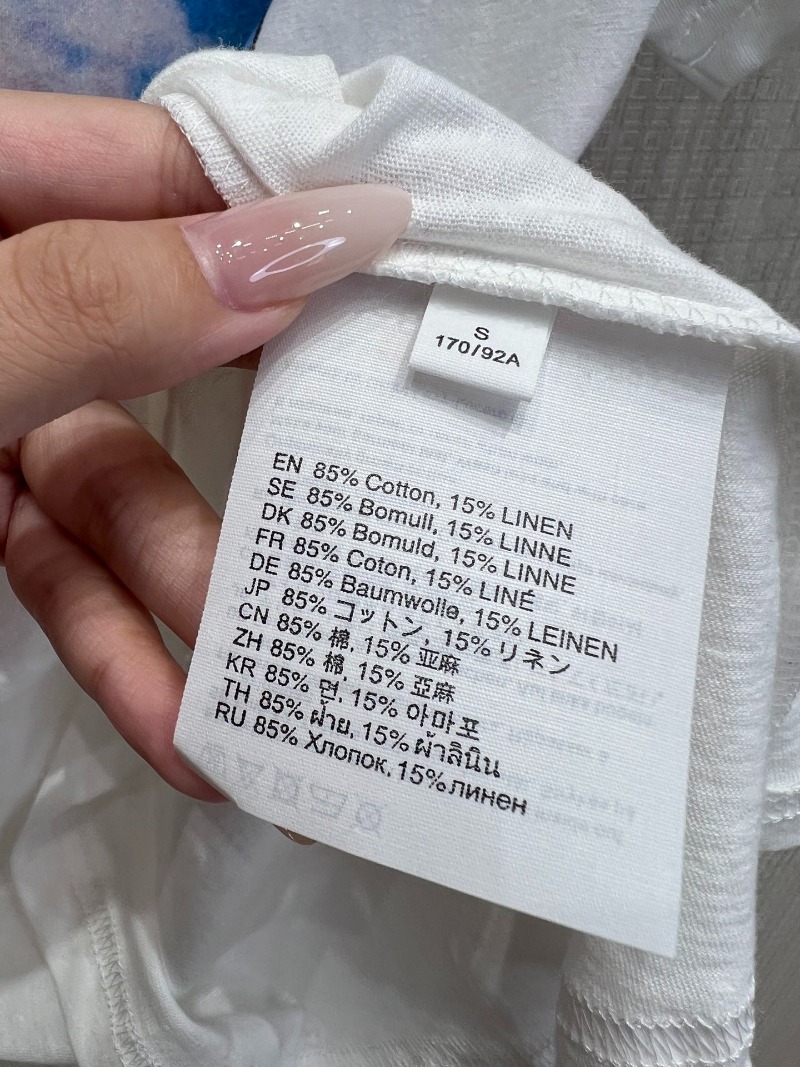 S
170/92A
EN 85% Cotton, 15% LINEN
SE 85% Bomull, 15% LINNE
DK 85% Bomuld, 15% LINNE
FR 85% Coton, 15% LINÉ
DE 85% Baumwolle, 15% LEINEN
JP 85% コットン, 15% リネン
CN 85% 棉, 15% 亚麻
ZH 85% 棉, 15% 亞麻
KR 85% 면, 15% 아마포
TH 85% ฝ้าย, 15% ผ้าลินิน
RU 85% Хлопок, 15%линен